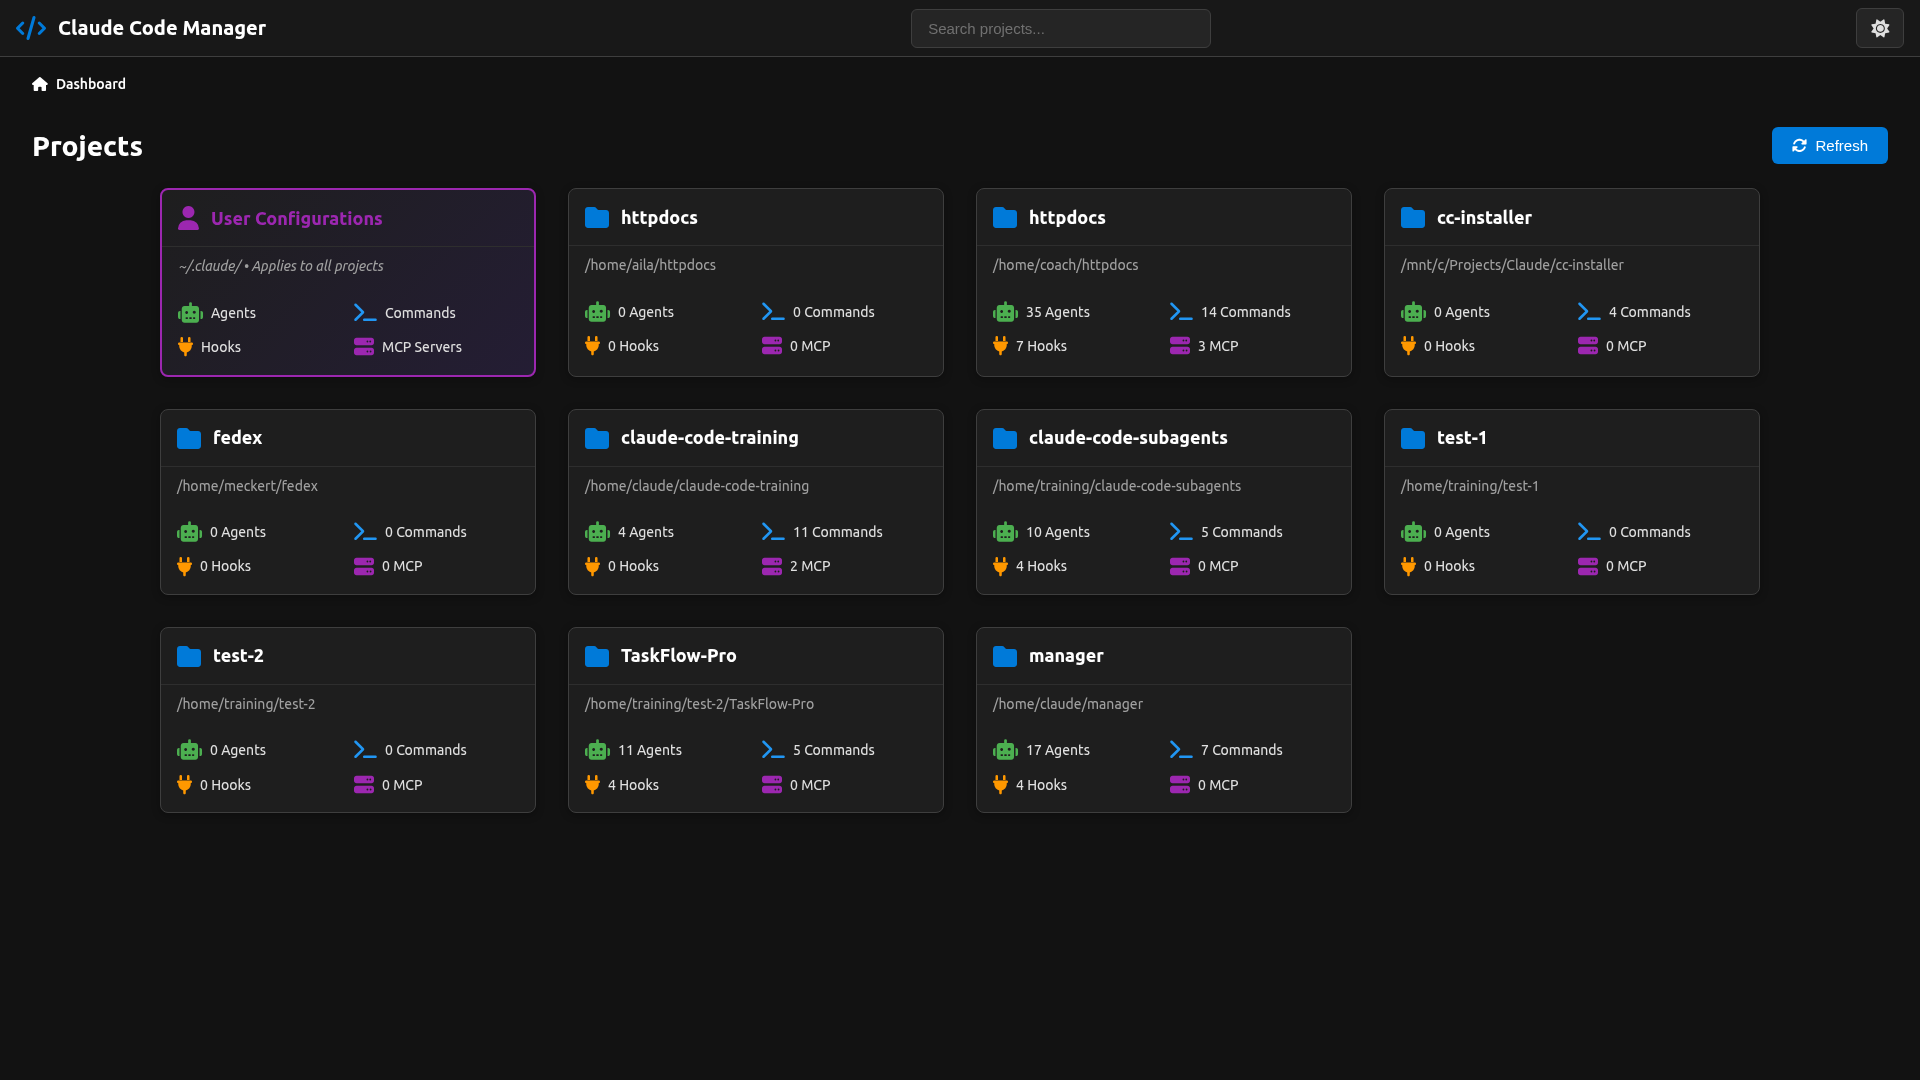 Claude Code Manager
Search projects...
Dashboard
Projects
Refresh
User Configurations
~/.claude/ • Applies to all projects
Agents
Commands
Hooks
MCP Servers
httpdocs
/home/aila/httpdocs
0 Agents
0 Commands
0 Hooks
0 MCP
httpdocs
/home/coach/httpdocs
35 Agents
14 Commands
7 Hooks
3 MCP
cc-installer
/mnt/c/Projects/Claude/cc-installer
0 Agents
4 Commands
0 Hooks
0 MCP
fedex
/home/meckert/fedex
0 Agents
0 Commands
0 Hooks
0 MCP
claude-code-training
/home/claude/claude-code-training
4 Agents
11 Commands
0 Hooks
2 MCP
claude-code-subagents
/home/training/claude-code-subagents
10 Agents
5 Commands
4 Hooks
0 MCP
test-1
/home/training/test-1
0 Agents
0 Commands
0 Hooks
0 MCP
test-2
/home/training/test-2
0 Agents
0 Commands
0 Hooks
0 MCP
TaskFlow-Pro
/home/training/test-2/TaskFlow-Pro
11 Agents
5 Commands
4 Hooks
0 MCP
manager
/home/claude/manager
17 Agents
7 Commands
4 Hooks
0 MCP